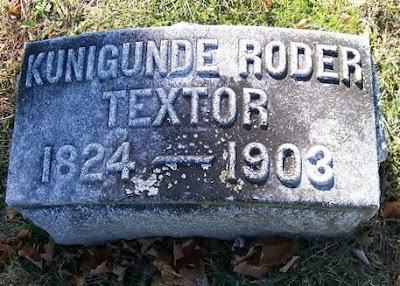 KUNIGUNDE RODER
TEXTOR
1824 — 1903